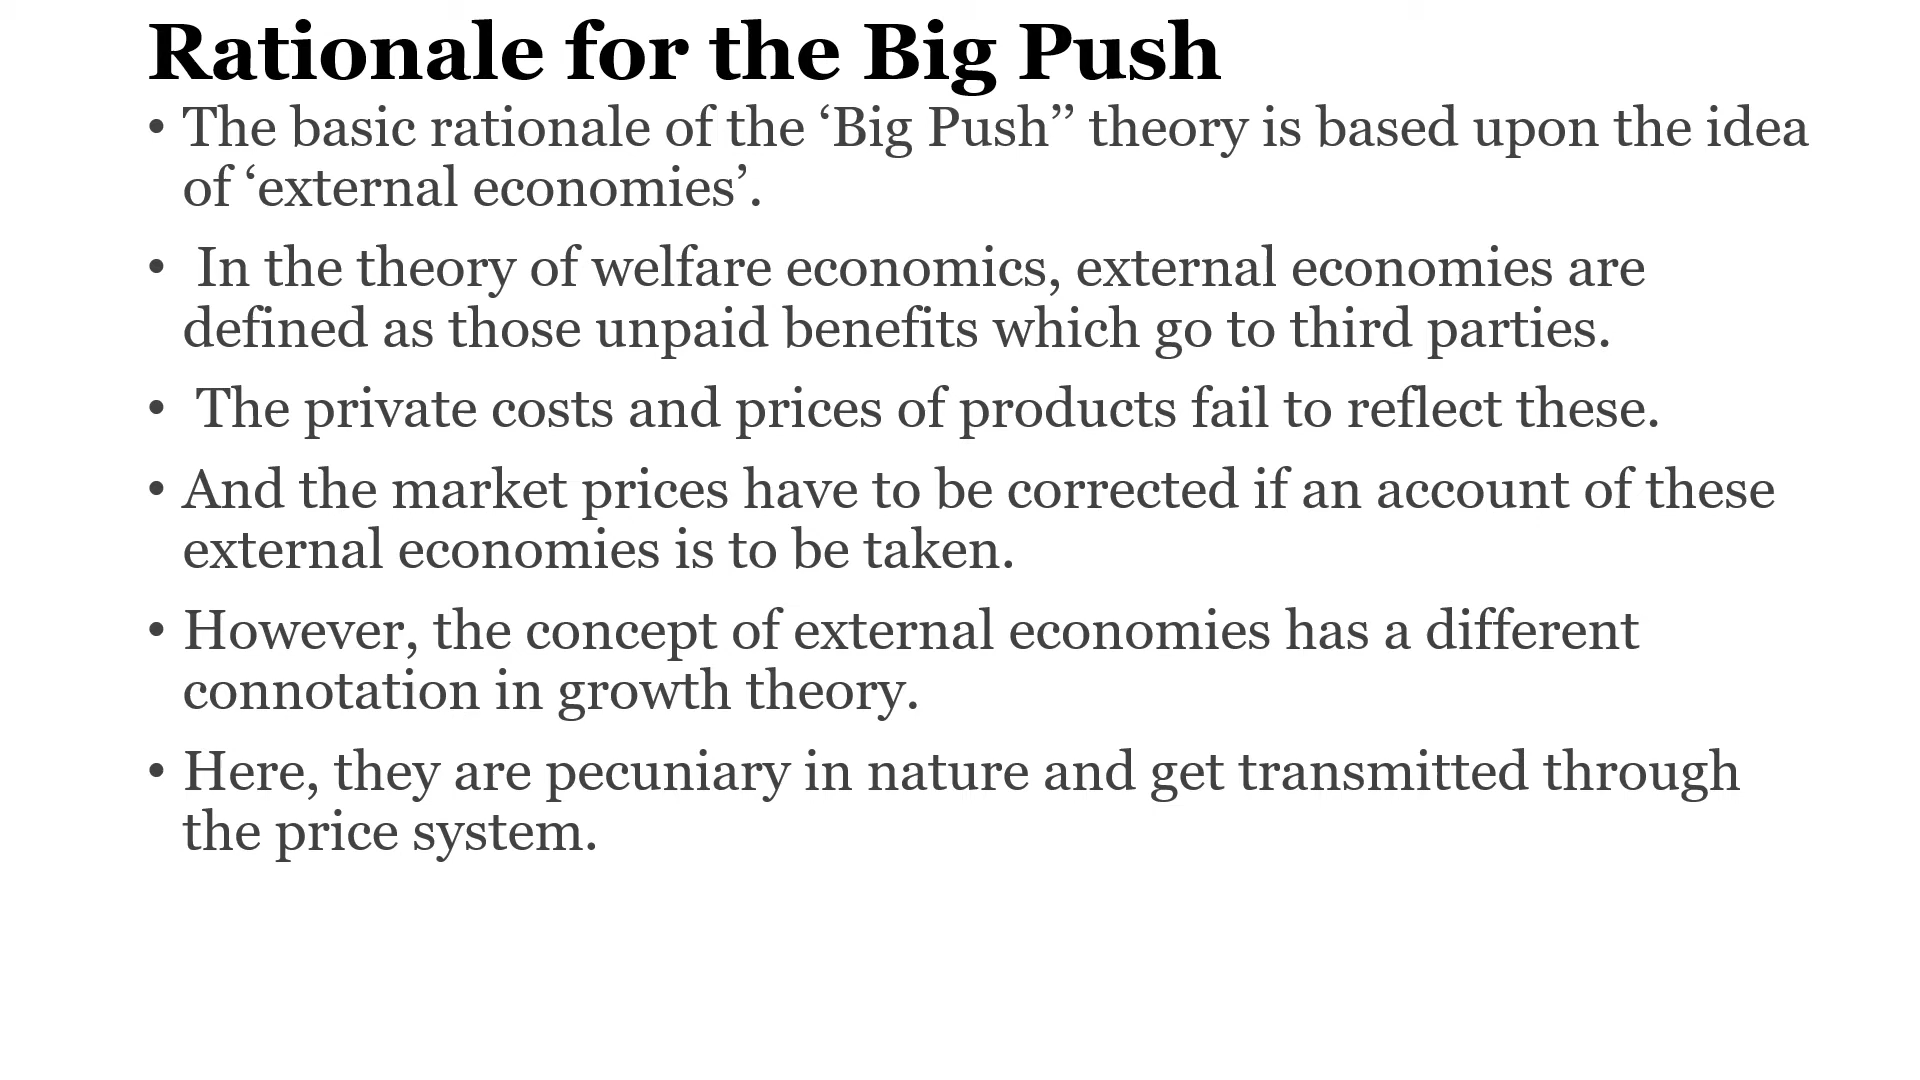 Rationale for the Big Push
• The basic rationale of the ‘Big Push’’ theory is based upon the idea
of ‘external economies’.
• In the theory of welfare economics, external economies are
defined as those unpaid benefits which go to third parties.
• The private costs and prices of products fail to reflect these.
• And the market prices have to be corrected if an account of these
external economies is to be taken.
• However, the concept of external economies has a different
connotation in growth theory.
• Here, they are pecuniary in nature and get transmitted through
the price system.